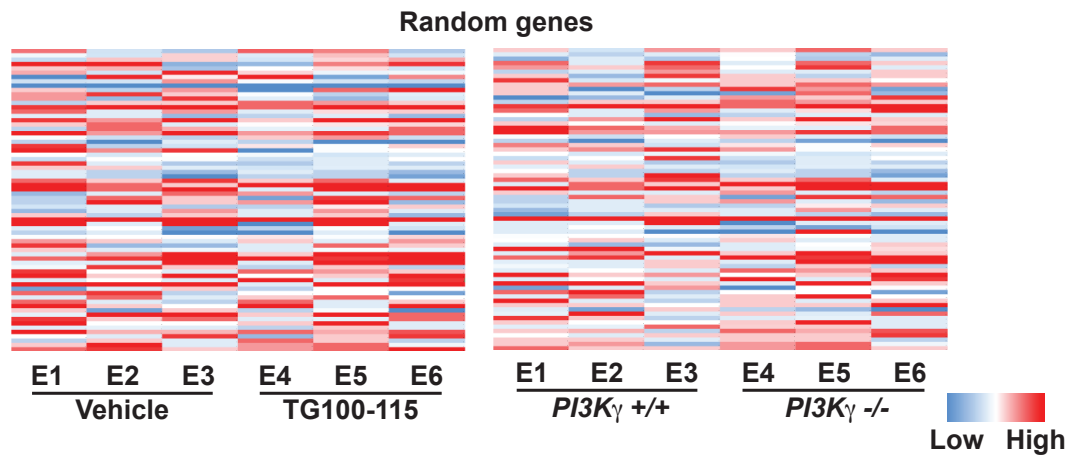 Random genes
E1 E2 E3 E4 E5 E6
Vehicle TG100-115
E1 E2 E3 E4 E5 E6
PI3Kγ +/+ PI3Kγ -/-
Low High